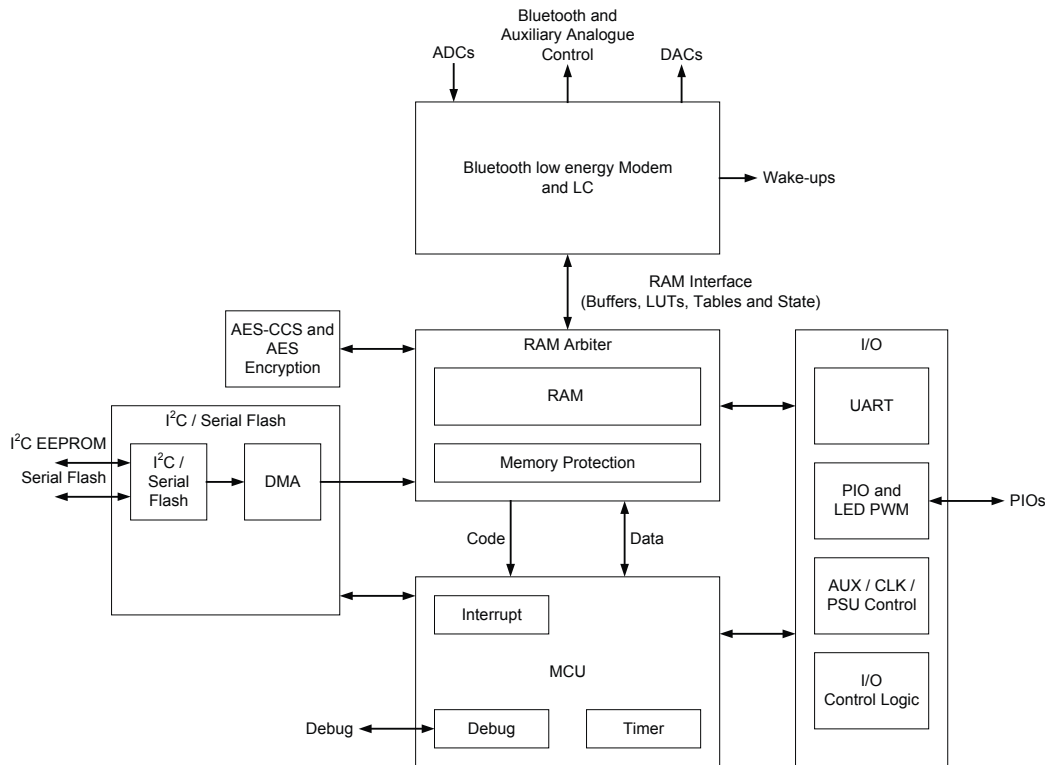 Bluetooth and
Auxiliary Analogue
Control
ADCs
DACs
Bluetooth low energy Modem
and LC
Wake-ups
RAM Interface
(Buffers, LUTs, Tables and State)
AES-CCS and
AES
Encryption
RAM Arbiter
RAM
Memory Protection
I/O
UART
PIO and
LED PWM
PIOs
AUX / CLK /
PSU Control
I/O
Control Logic
I²C / Serial Flash
I²C EEPROM
Serial Flash
I²C /
Serial
Flash
DMA
Code
Data
Interrupt
MCU
Debug
Debug
Timer